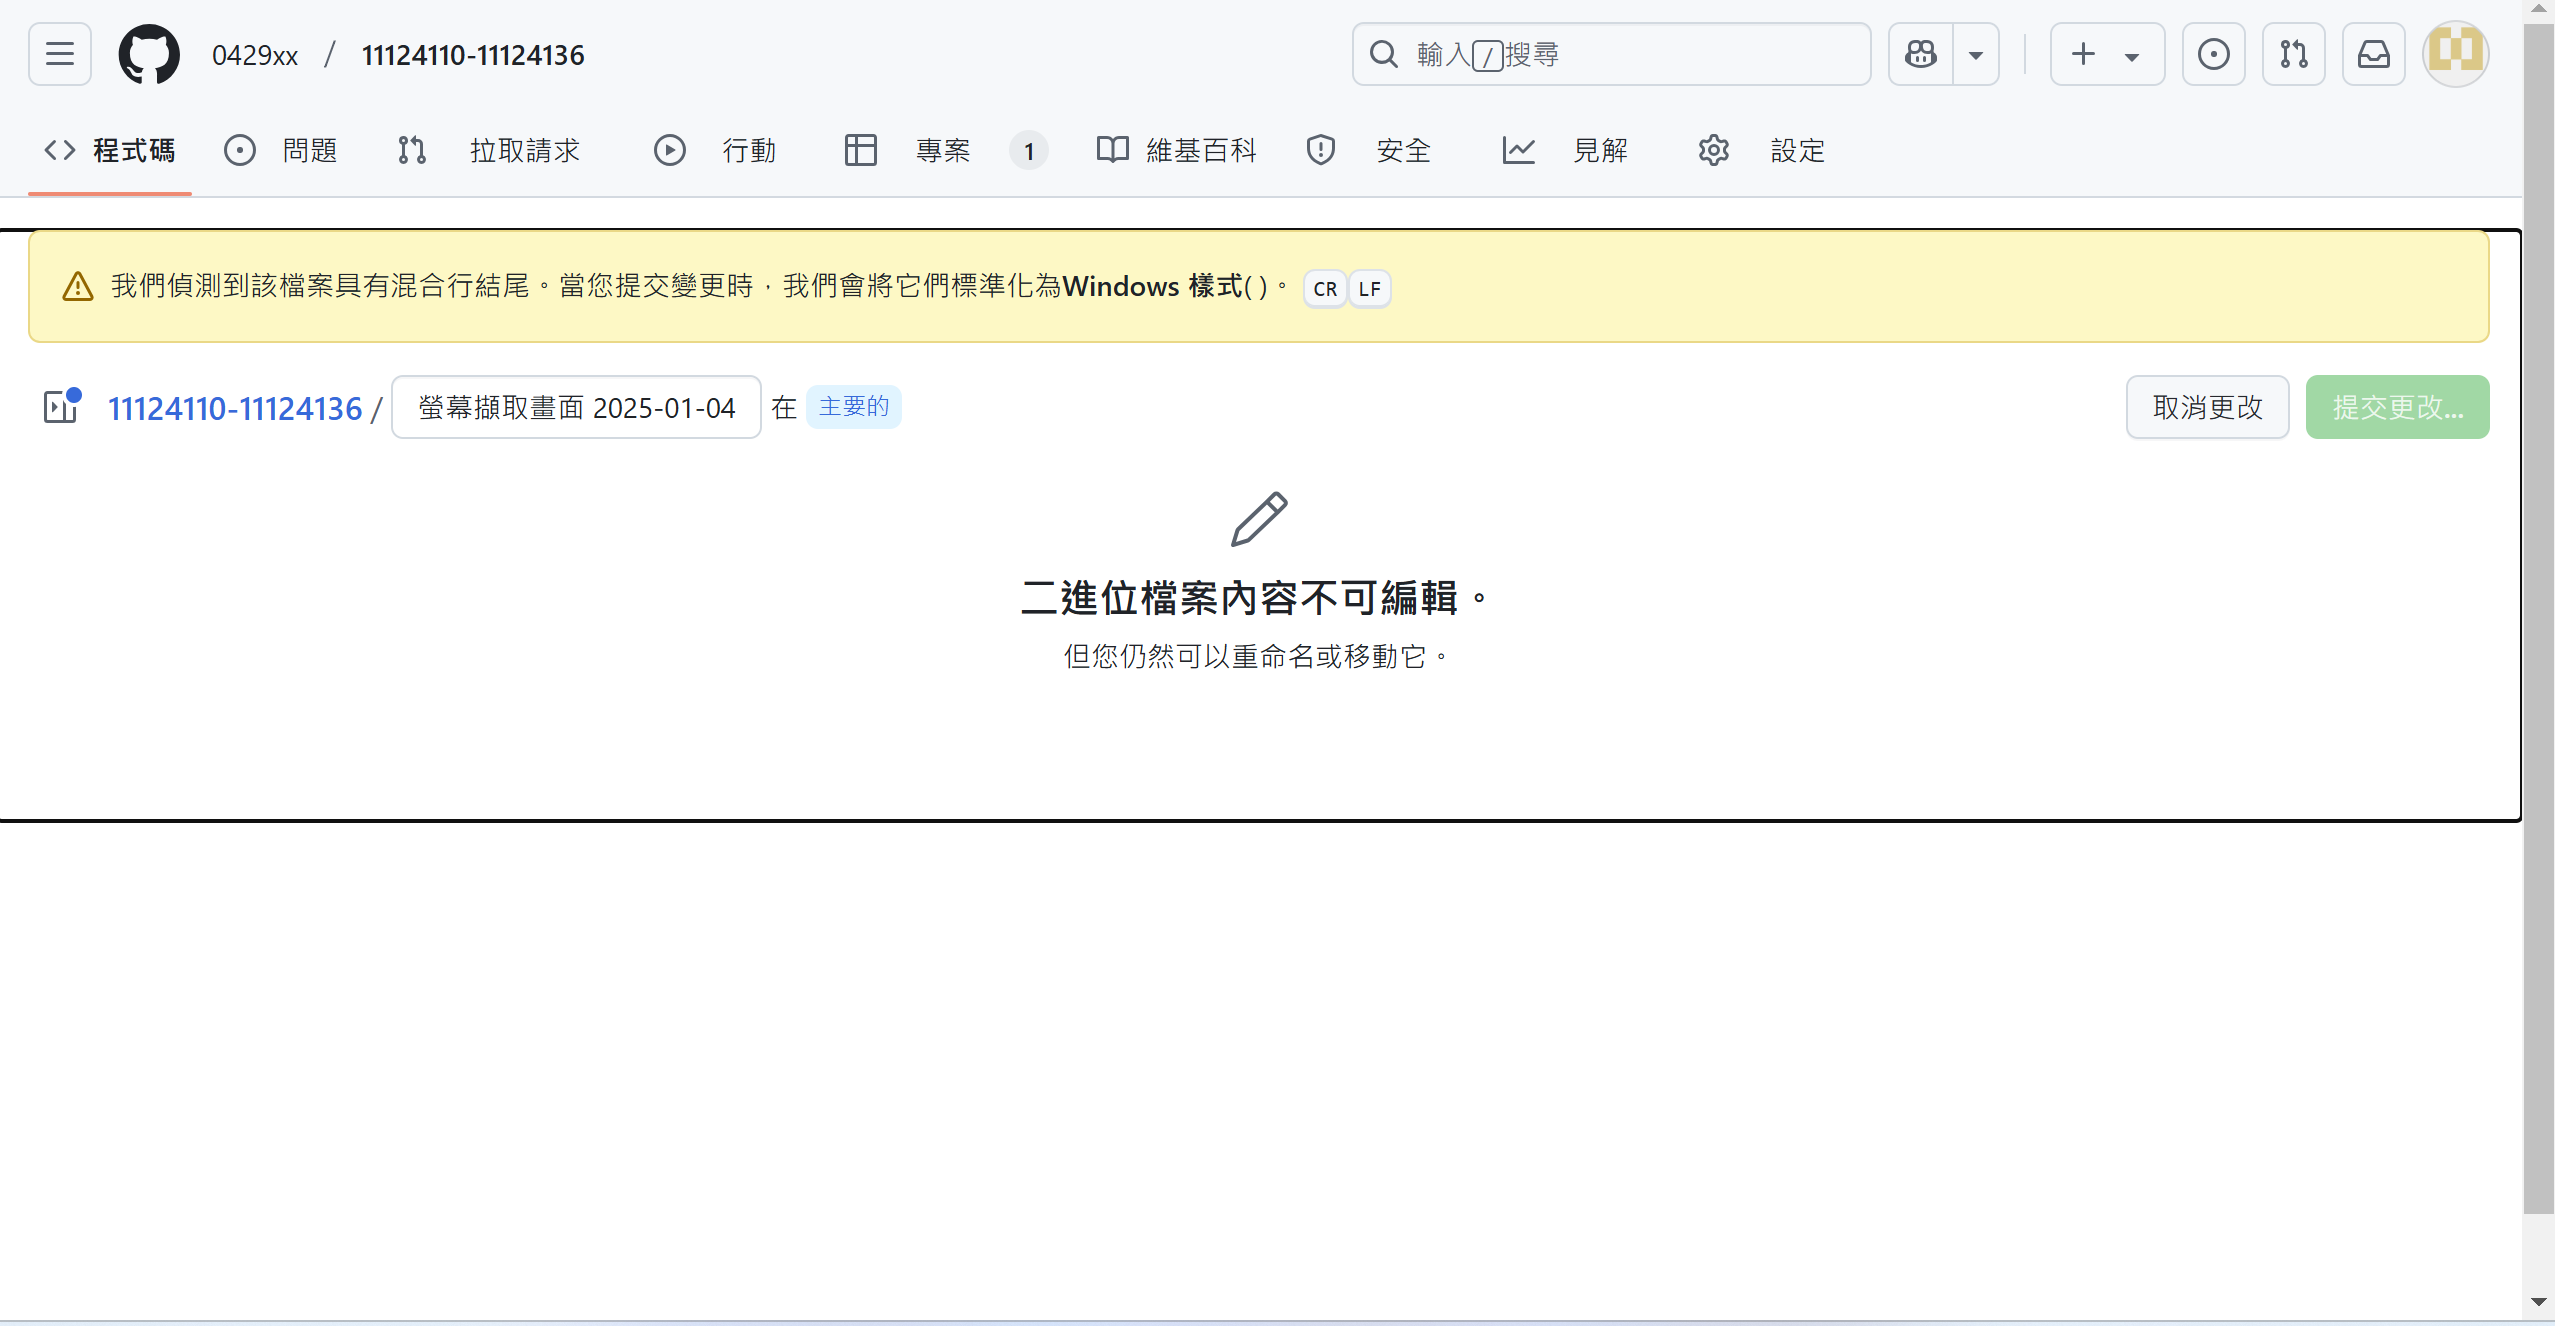 0429xx / 11124110-11124136
輸入/搜尋
程式碼 問題 拉取請求 行動 專案 1 維基百科 安全 見解 設定
我們偵測到該檔案具有混合行結尾。當您提交變更時，我們會將它們標準化為Windows 樣式( )。 CR LF
11124110-11124136 / 螢幕擷取畫面 2025-01-04 在 主要的 取消更改 提交更改...
二進位檔案內容不可編輯。
但您仍然可以重命名或移動它。